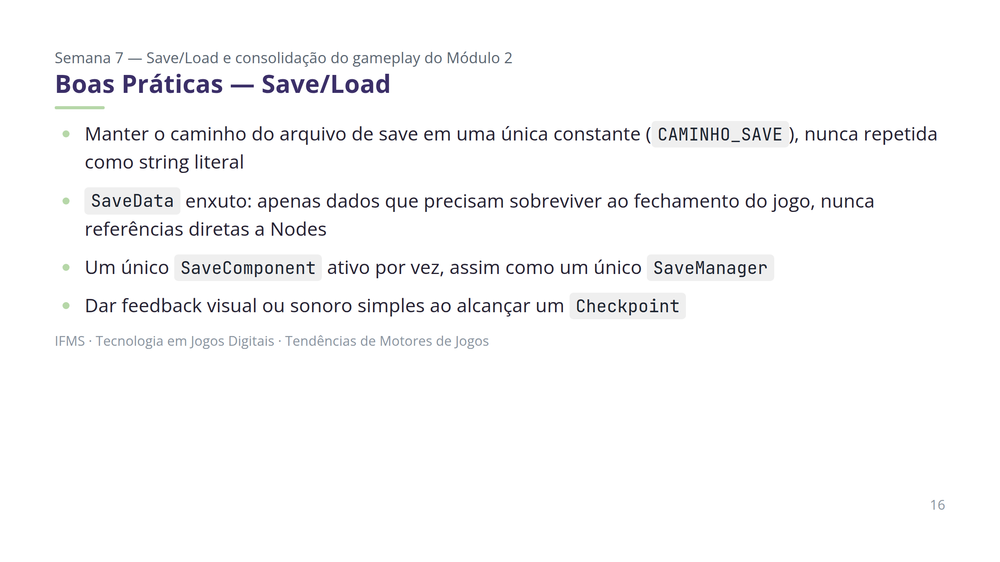 Semana 7 — Save/Load e consolidação do gameplay do Módulo 2
Boas Práticas — Save/Load
Manter o caminho do arquivo de save em uma única constante (CAMINHO_SAVE), nunca repetida
como string literal
SaveData enxuto: apenas dados que precisam sobreviver ao fechamento do jogo, nunca
referências diretas a Nodes
Um único SaveComponent ativo por vez, assim como um único SaveManager
Dar feedback visual ou sonoro simples ao alcançar um Checkpoint
IFMS · Tecnologia em Jogos Digitais · Tendências de Motores de Jogos
16